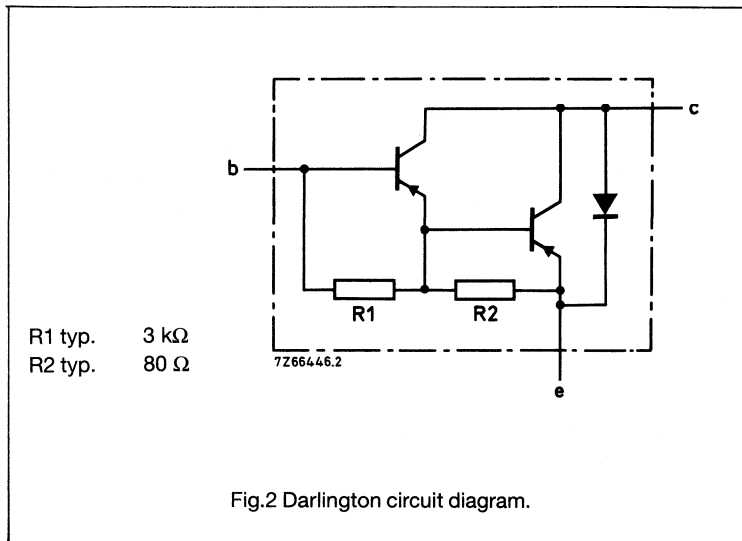 c
b
R1
R2
R1 typ. 3 kΩ
R2 typ. 80 Ω
7Z66446.2
e
Fig.2 Darlington circuit diagram.